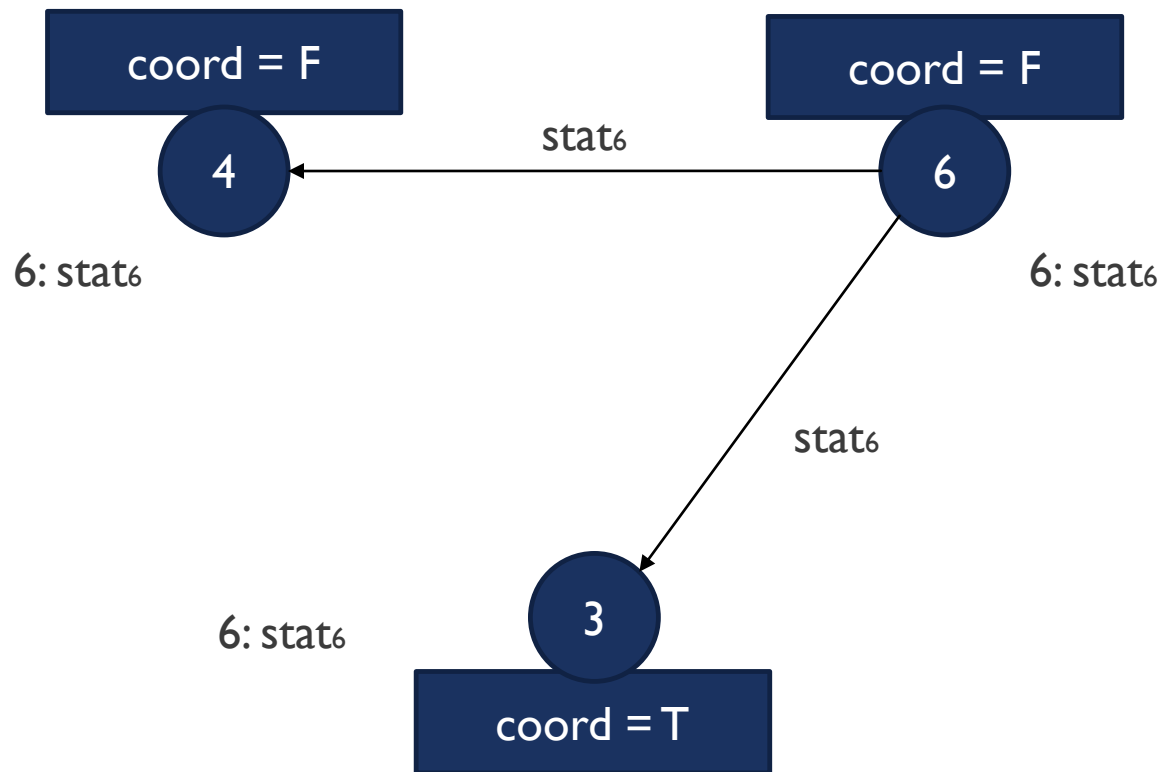 coord = F
coord = F
stat₆
4
6
6: stat₆
6: stat₆
stat₆
3
6: stat₆
coord = T